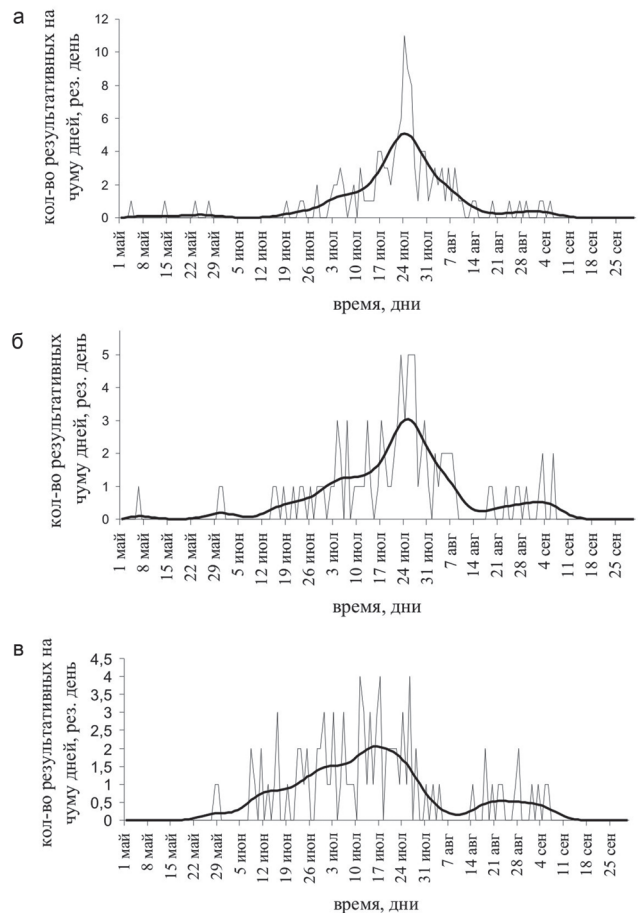 а
кол-во результативных на
чуму дней, рез. день
12
10
8
6
4
2
0
1 май
8 май
15 май
22 май
29 май
5 июн
12 июн
19 июн
26 июн
3 июл
10 июл
17 июл
24 июл
31 июл
7 авг
14 авг
21 авг
28 авг
4 сен
11 сен
18 сен
25 сен
время, дни
б
кол-во результативных
чуму дней, рез. день
5
4
3
2
1
0
1 май
8 май
15 май
22 май
29 май
5 июн
12 июн
19 июн
26 июн
3 июл
10 июл
17 июл
24 июл
31 июл
7 авг
14 авг
21 авг
28 авг
4 сен
11 сен
18 сен
25 сен
время, дни
в
кол-во результативных на
чуму дней, рез. день
4,5
4
3,5
3
2,5
2
1,5
1
0,5
0
1 май
8 май
15 май
22 май
29 май
5 июн
12 июн
19 июн
26 июн
3 июл
10 июл
17 июл
24 июл
31 июл
7 авг
14 авг
21 авг
28 авг
4 сен
11 сен
18 сен
25 сен
время, дни